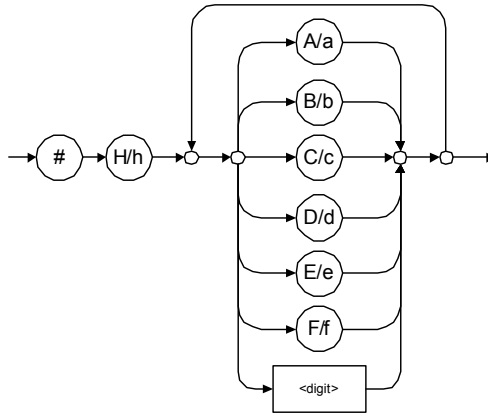 A/a
B/b
# H/h C/c
D/d
E/e
F/f
<digit>